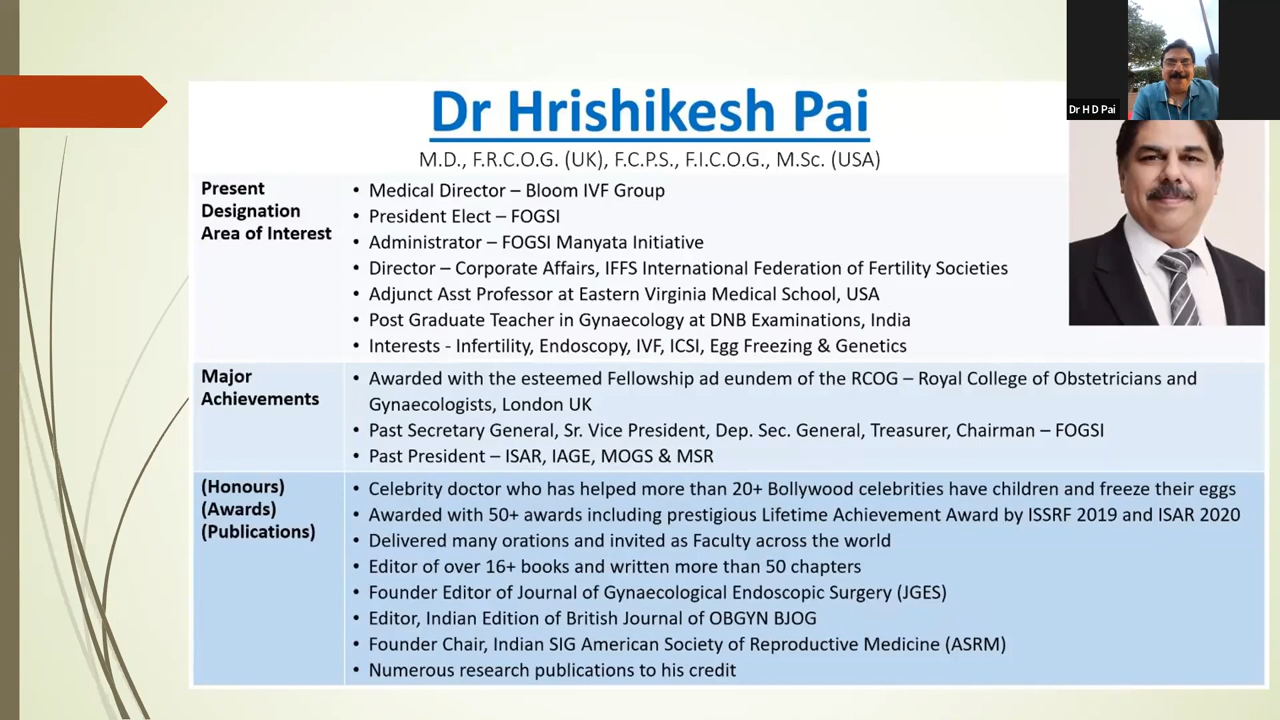 Dr H D Pai
Dr Hrishikesh Pai
M.D., F.R.C.O.G. (UK), F.C.P.S., F.I.C.O.G., M.Sc. (USA)
Present
Designation
Area of Interest
• Medical Director – Bloom IVF Group
• President Elect – FOGSI
• Administrator – FOGSI Manyata Initiative
• Director – Corporate Affairs, IFFS International Federation of Fertility Societies
• Adjunct Asst Professor at Eastern Virginia Medical School, USA
• Post Graduate Teacher in Gynaecology at DNB Examinations, India
• Interests - Infertility, Endoscopy, IVF, ICSI, Egg Freezing & Genetics
Major
Achievements
• Awarded with the esteemed Fellowship ad eundem of the RCOG – Royal College of Obstetricians and
Gynaecologists, London UK
• Past Secretary General, Sr. Vice President, Dep. Sec. General, Treasurer, Chairman – FOGSI
• Past President – ISAR, IAGE, MOGS & MSR
(Honours)
(Awards)
(Publications)
• Celebrity doctor who has helped more than 20+ Bollywood celebrities have children and freeze their eggs
• Awarded with 50+ awards including prestigious Lifetime Achievement Award by ISSRF 2019 and ISAR 2020
• Delivered many orations and invited as Faculty across the world
• Editor of over 16+ books and written more than 50 chapters
• Founder Editor of Journal of Gynaecological Endoscopic Surgery (JGES)
• Editor, Indian Edition of British Journal of OBGYN BJOG
• Founder Chair, Indian SIG American Society of Reproductive Medicine (ASRM)
• Numerous research publications to his credit